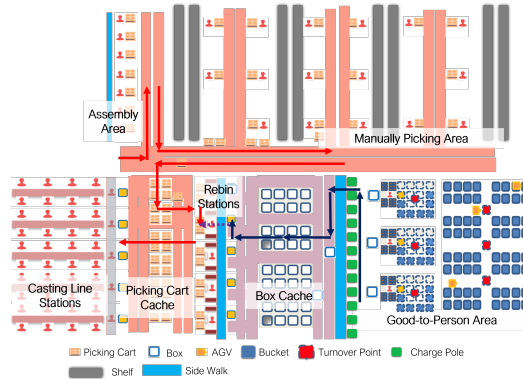 Assembly
Area
Manually Picking Area
Rebin
Stations
Casting Line
Stations
Picking Cart
Cache
Box Cache
Good-to-Person Area
Picking Cart
Box
AGV
Bucket
Turnover Point
Charge Pole
Shelf
Side Walk